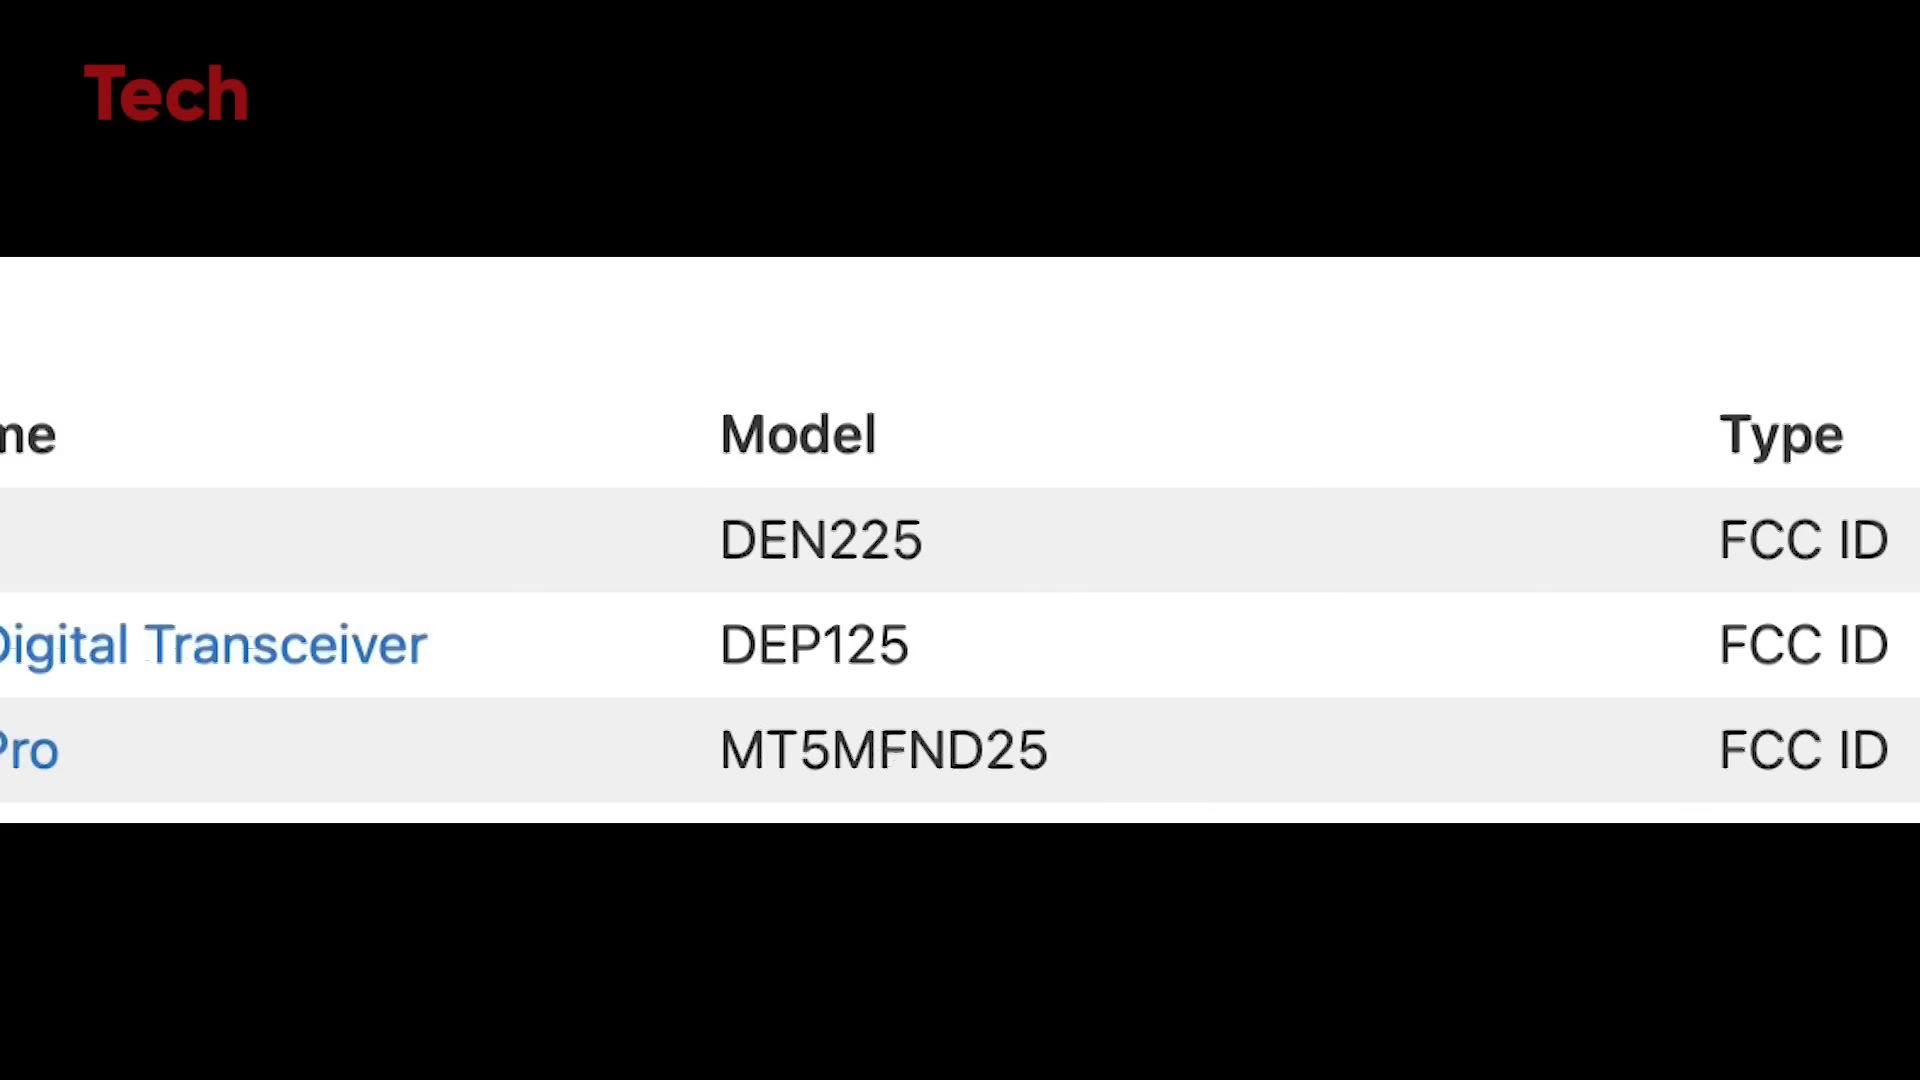 Tech
me Model Type
DEN225 FCC ID
Digital Transceiver DEP125 FCC ID
Pro MT5MFND25 FCC ID